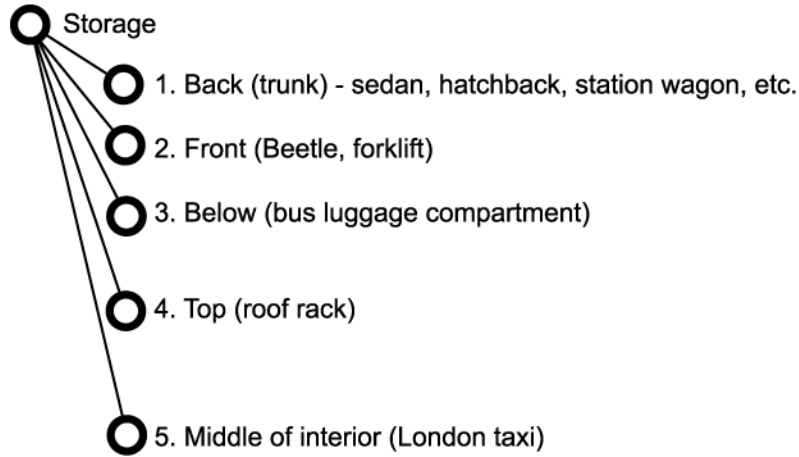 Storage
1. Back (trunk) - sedan, hatchback, station wagon, etc.
2. Front (Beetle, forklift)
3. Below (bus luggage compartment)
4. Top (roof rack)
5. Middle of interior (London taxi)